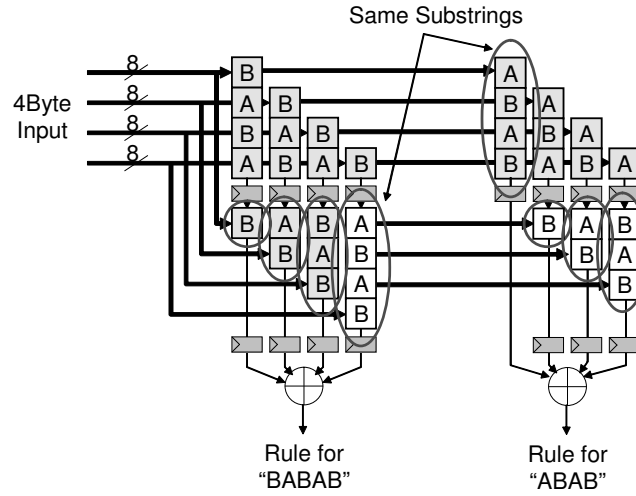 Same Substrings
8
B A
8
4Byte A B B A
8
Input B A B A B A
8
A B A B B A B A
B A B A B A B
B A B B A
B A B
B
Rule for Rule for
“BABAB” “ABAB”